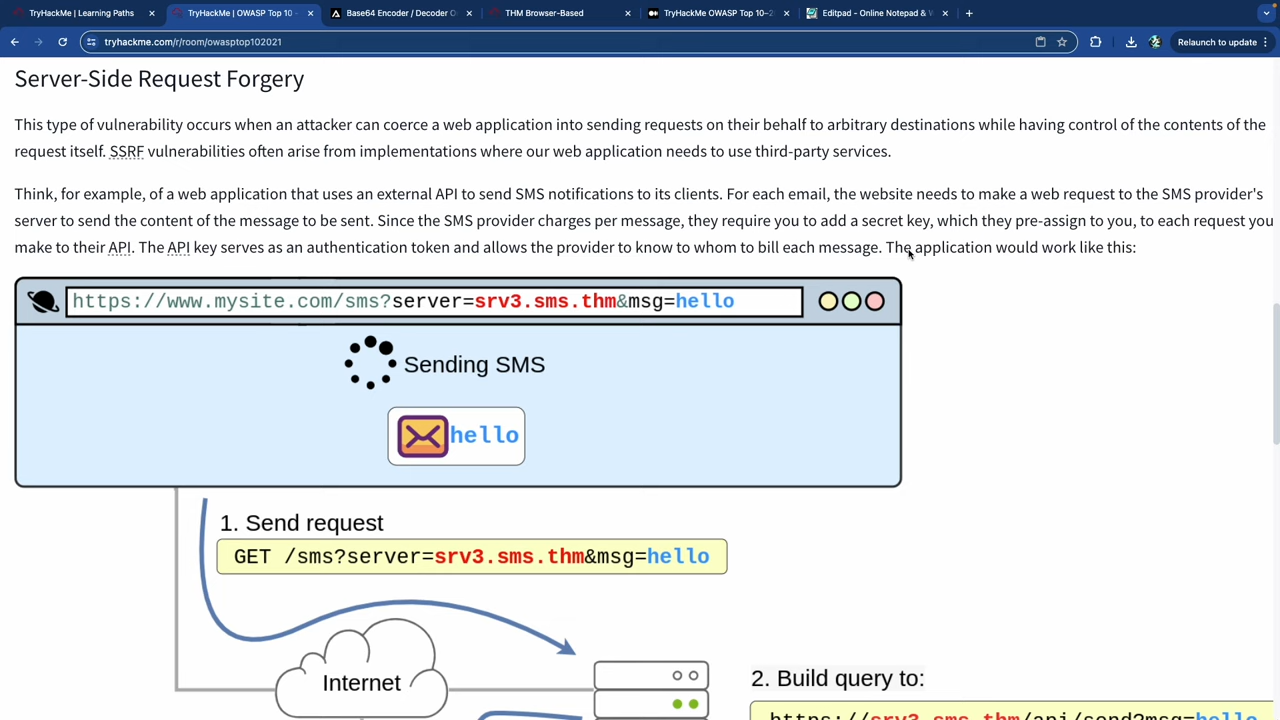 TryHackMe | Learning Paths
TryHackMe | OWASP Top 10 -
Base64 Encoder / Decoder O
THM Browser-Based
TryHackMe OWASP Top 10–2
Editpad - Online Notepad & W
tryhackme.com/r/room/owasptop102021
Relaunch to update
Server-Side Request Forgery
This type of vulnerability occurs when an attacker can coerce a web application into sending requests on their behalf to arbitrary destinations while having control of the contents of the
request itself. SSRF vulnerabilities often arise from implementations where our web application needs to use third-party services.
Think, for example, of a web application that uses an external API to send SMS notifications to its clients. For each email, the website needs to make a web request to the SMS provider's
server to send the content of the message to be sent. Since the SMS provider charges per message, they require you to add a secret key, which they pre-assign to you, to each request you
make to their API. The API key serves as an authentication token and allows the provider to know to whom to bill each message. The application would work like this:
https://www.mysite.com/sms?server=srv3.sms.thm&msg=hello
Sending SMS
hello
1. Send request
GET /sms?server=srv3.sms.thm&msg=hello
Internet
2. Build query to:
https://srv3.sms.thm/api/send?msg=hello